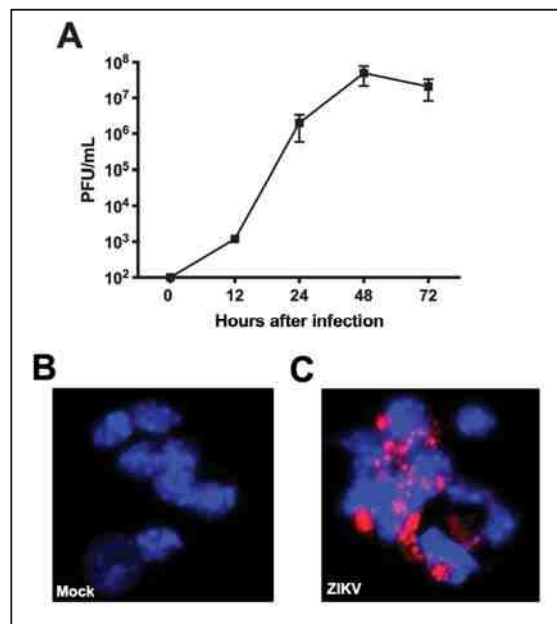 A
10⁸
10⁷
10⁶
10⁵
10⁴
10³
10²
PFU/mL
0 12 24 48 72
Hours after infection
B C
Mock ZIKV